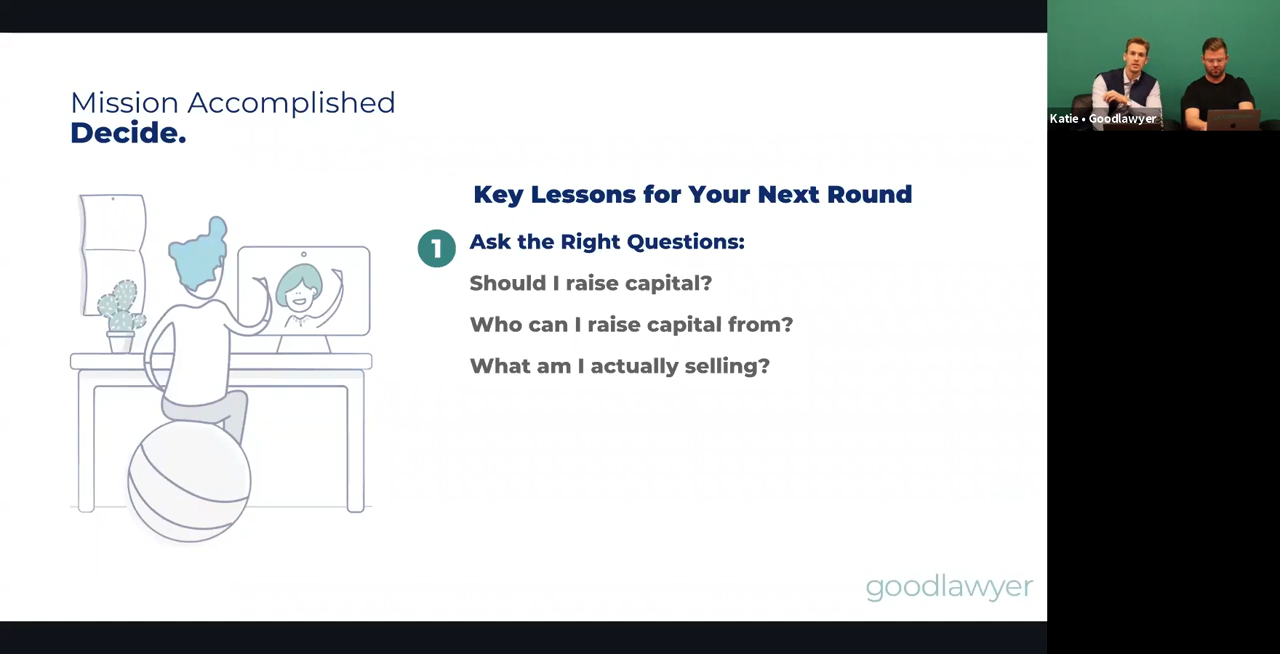 Mission Accomplished
Decide.
Key Lessons for Your Next Round
1
Ask the Right Questions:
Should I raise capital?
Who can I raise capital from?
What am I actually selling?
goodlawyer
Katie • Goodlawyer